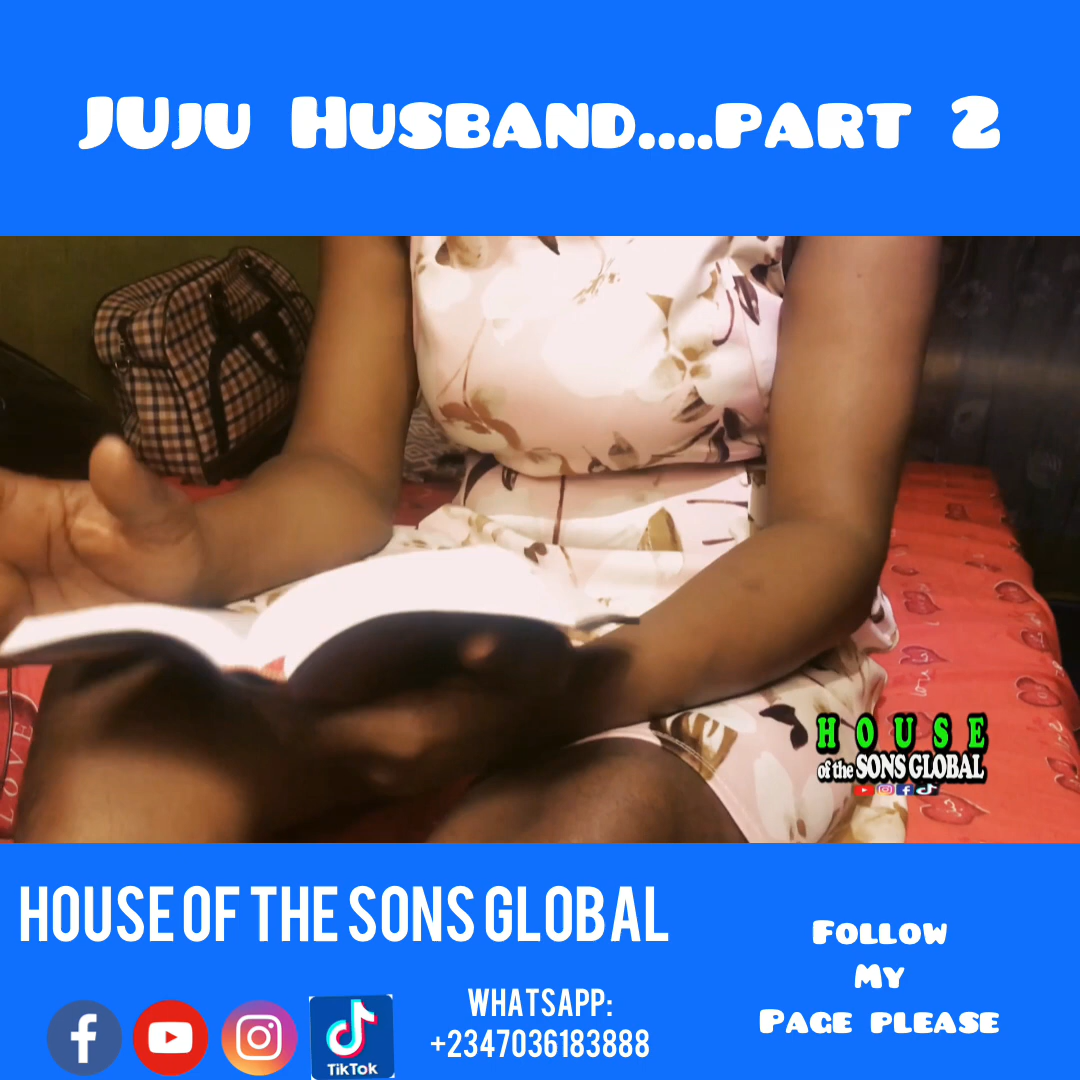 JUju Husband....part 2
HOUSE
of the SONS GLOBAL
LOVE
HOUSE OF THE SONS GLOBAL
WHATSAPP:
+2347036183888
Follow
My
Page please
TikTok